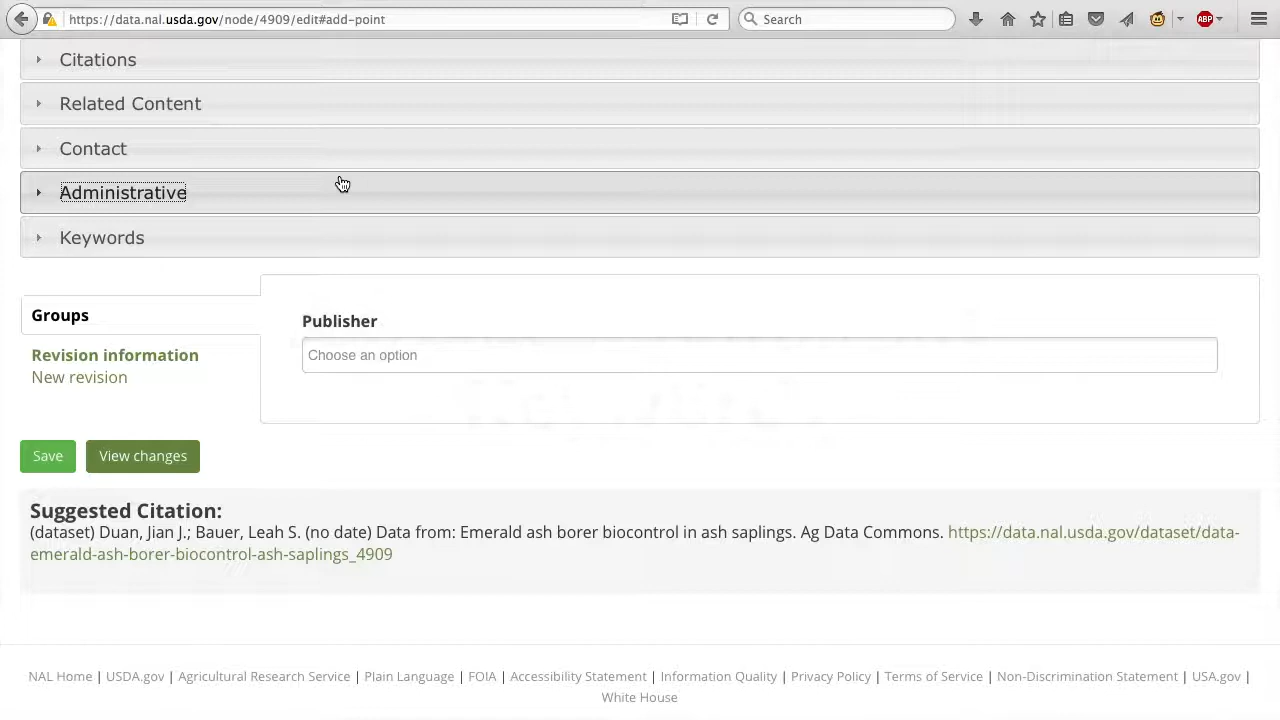 https://data.nal.usda.gov/node/4909/edit#add-point
Search
ABP
Citations
Related Content
Contact
Administrative
Keywords
Groups
Revision information
New revision
Publisher
Choose an option
Save
View changes
Suggested Citation:
(dataset) Duan, Jian J.; Bauer, Leah S. (no date) Data from: Emerald ash borer biocontrol in ash saplings. Ag Data Commons. https://data.nal.usda.gov/dataset/data-
emerald-ash-borer-biocontrol-ash-saplings_4909
NAL Home | USDA.gov | Agricultural Research Service | Plain Language | FOIA | Accessibility Statement | Information Quality | Privacy Policy | Terms of Service | Non-Discrimination Statement | USA.gov |
White House